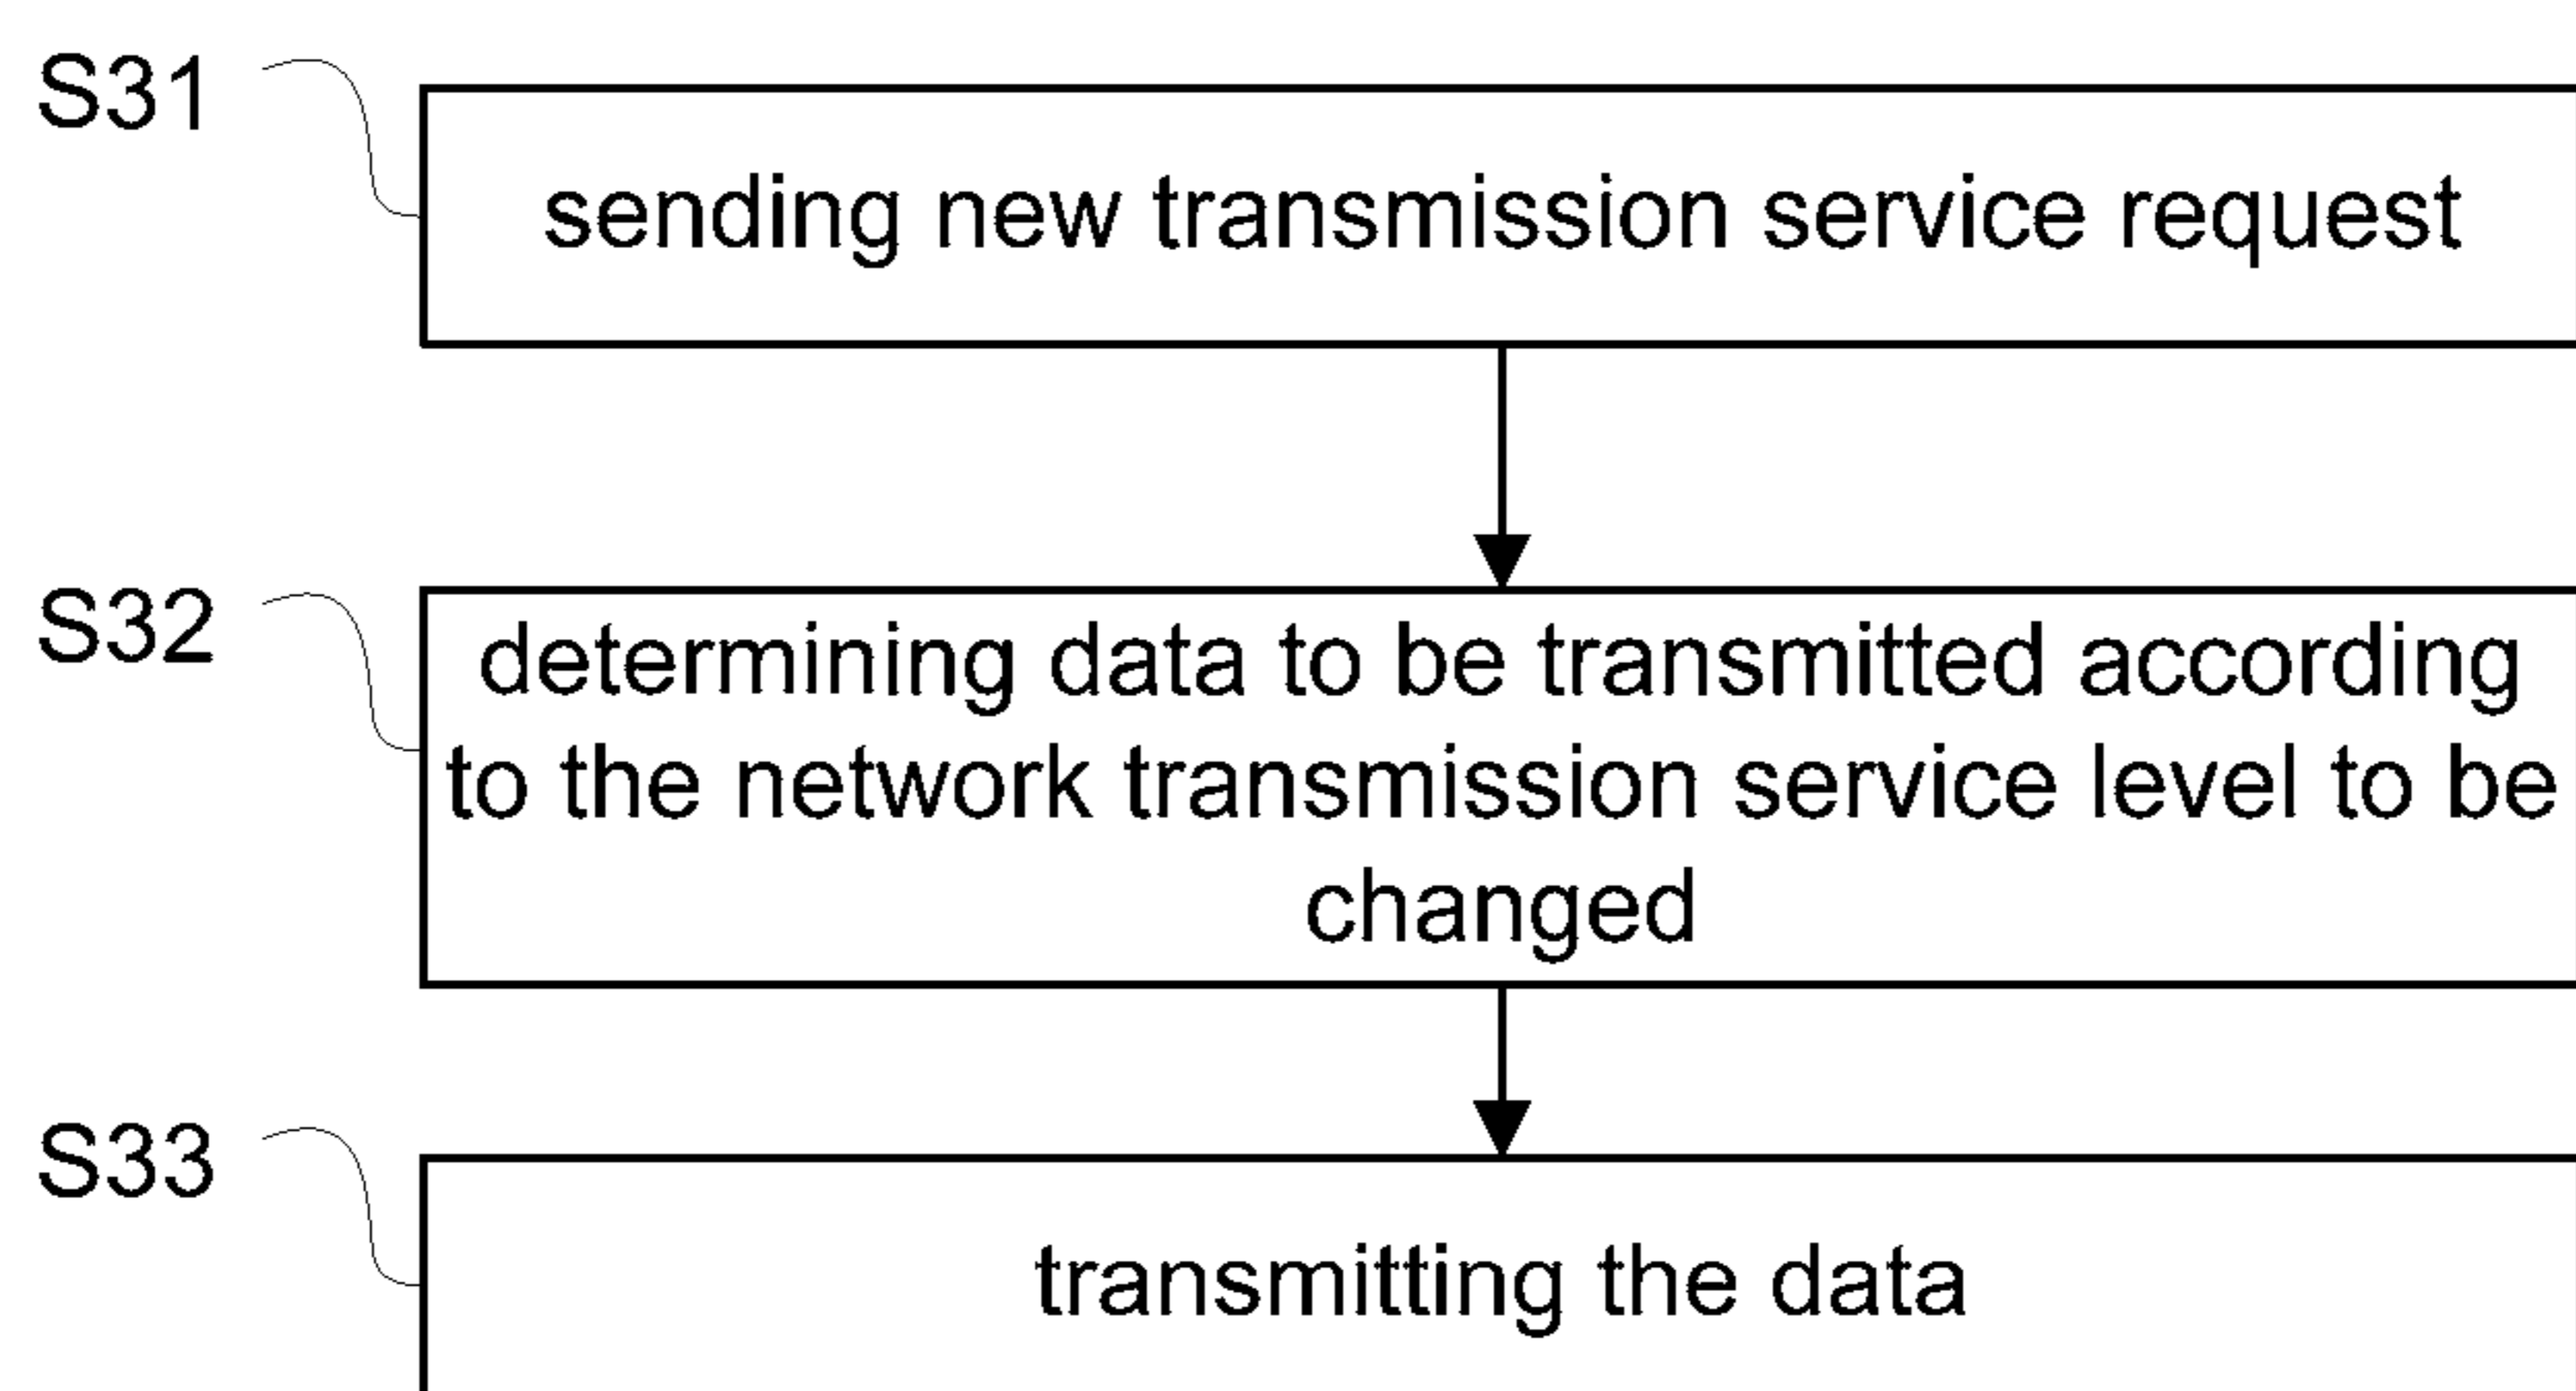 S31
sending new transmission service request
S32
determining data to be transmitted according
to the network transmission service level to be
changed
S33
transmitting the data